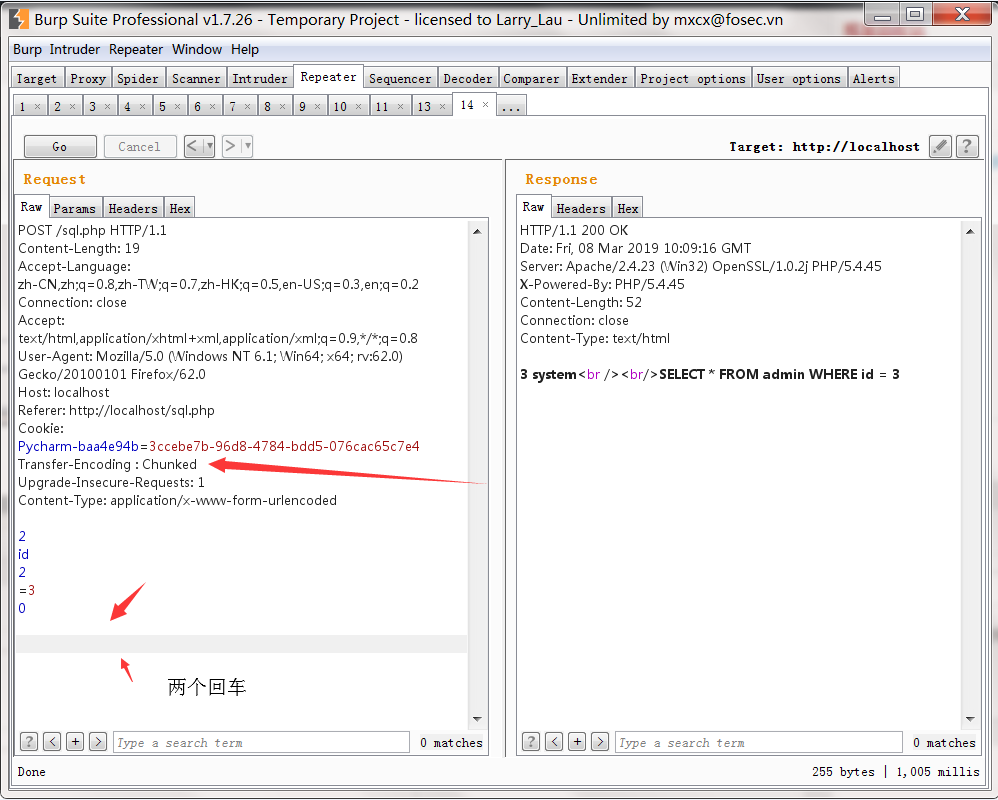 Burp Suite Professional v1.7.26 - Temporary Project - licensed to Larry_Lau - Unlimited by mxcx@fosec.vn
Burp Intruder Repeater Window Help
Target Proxy Spider Scanner Intruder Repeater Sequencer Decoder Comparer Extender Project options User options Alerts
1 × 2 × 3 × 4 × 5 × 6 × 7 × 8 × 9 × 10 × 11 × 13 × 14 × ...
Go Cancel < > Target: http://localhost ?
Request
Raw Params Headers Hex
POST /sql.php HTTP/1.1
Content-Length: 19
Accept-Language:
zh-CN,zh;q=0.8,zh-TW;q=0.7,zh-HK;q=0.5,en-US;q=0.3,en;q=0.2
Connection: close
Accept:
text/html,application/xhtml+xml,application/xml;q=0.9,*/*;q=0.8
User-Agent: Mozilla/5.0 (Windows NT 6.1; Win64; x64; rv:62.0)
Gecko/20100101 Firefox/62.0
Host: localhost
Referer: http://localhost/sql.php
Cookie:
Pycharm-baa4e94b=3ccebe7b-96d8-4784-bdd5-076cac65c7e4
Transfer-Encoding : Chunked
Upgrade-Insecure-Requests: 1
Content-Type: application/x-www-form-urlencoded
2
id
2
=3
0
两个回车
? < + > Type a search term 0 matches
Response
Raw Headers Hex
HTTP/1.1 200 OK
Date: Fri, 08 Mar 2019 10:09:16 GMT
Server: Apache/2.4.23 (Win32) OpenSSL/1.0.2j PHP/5.4.45
X-Powered-By: PHP/5.4.45
Content-Length: 52
Connection: close
Content-Type: text/html
3 system<br /><br/>SELECT * FROM admin WHERE id = 3
? < + > Type a search term 0 matches
Done 255 bytes | 1,005 millis